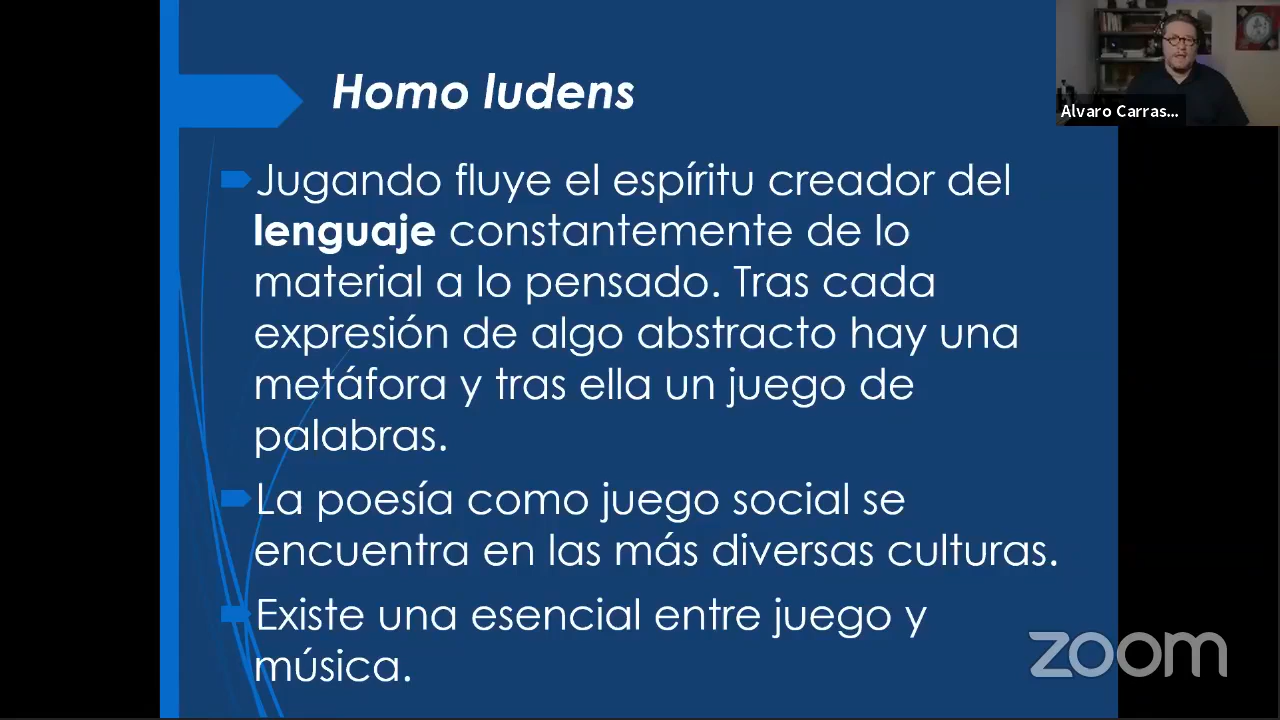 Homo ludens
Alvaro Carras...
Jugando fluye el espíritu creador del
lenguaje constantemente de lo
material a lo pensado. Tras cada
expresión de algo abstracto hay una
metáfora y tras ella un juego de
palabras.
La poesía como juego social se
encuentra en las más diversas culturas.
Existe una esencial entre juego y
música.
zoom